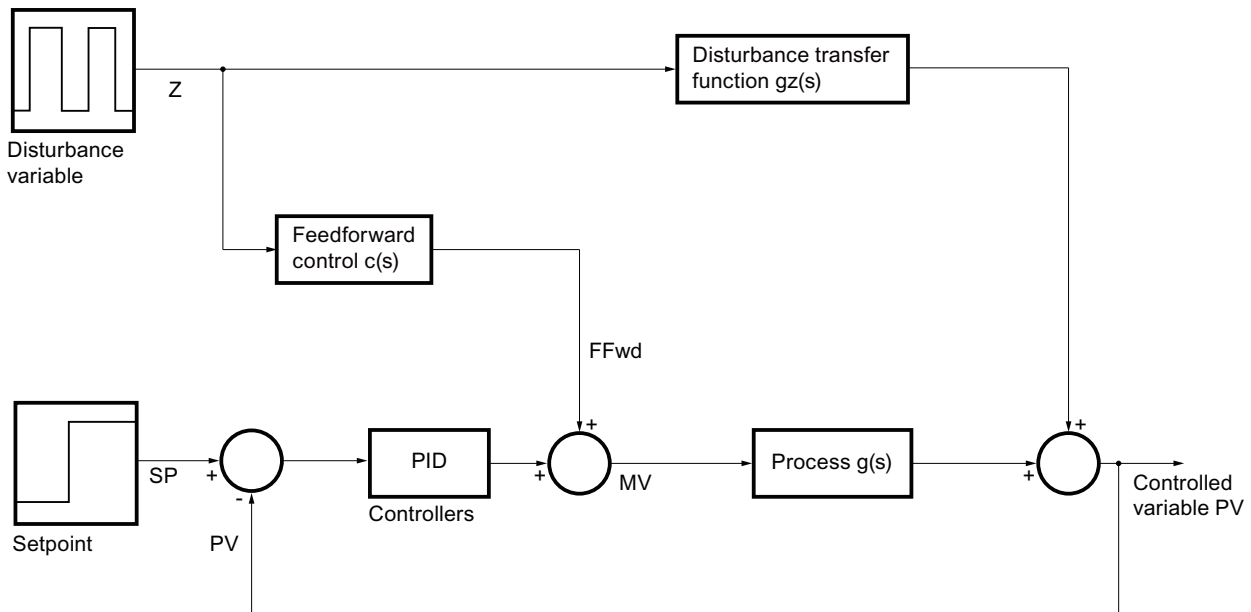 Disturbance transfer
function gz(s)
Z
Disturbance
variable
Feedforward
control c(s)
FFwd
+
+
SP
+
-
PID
+
MV
Process g(s)
+
Controlled
variable PV
Controllers
Setpoint
PV